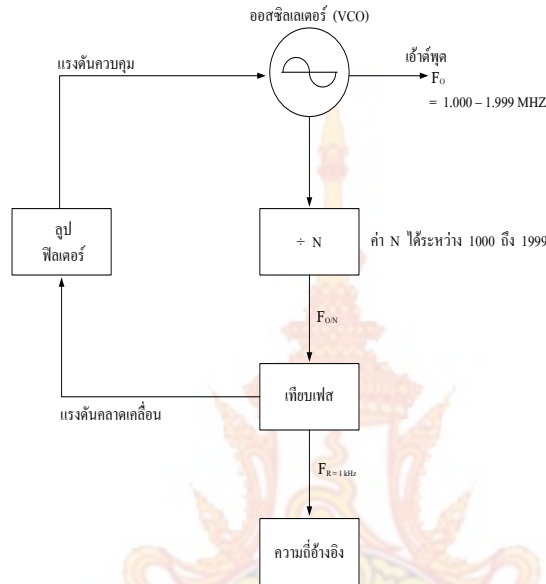 ออสซิลเลเตอร์ (VCO)
แรงดันควบคุม
เอ้าต์พุต
FO
= 1.000 – 1.999 MHZ
ลูป
ฟิลเตอร์
÷ N
ค่า N ได้ระหว่าง 1000 ถึง 1999
FO/N
เทียบเฟส
แรงดันคลาดเคลื่อน
FR = 1 kHz
ความถี่อ้างอิง